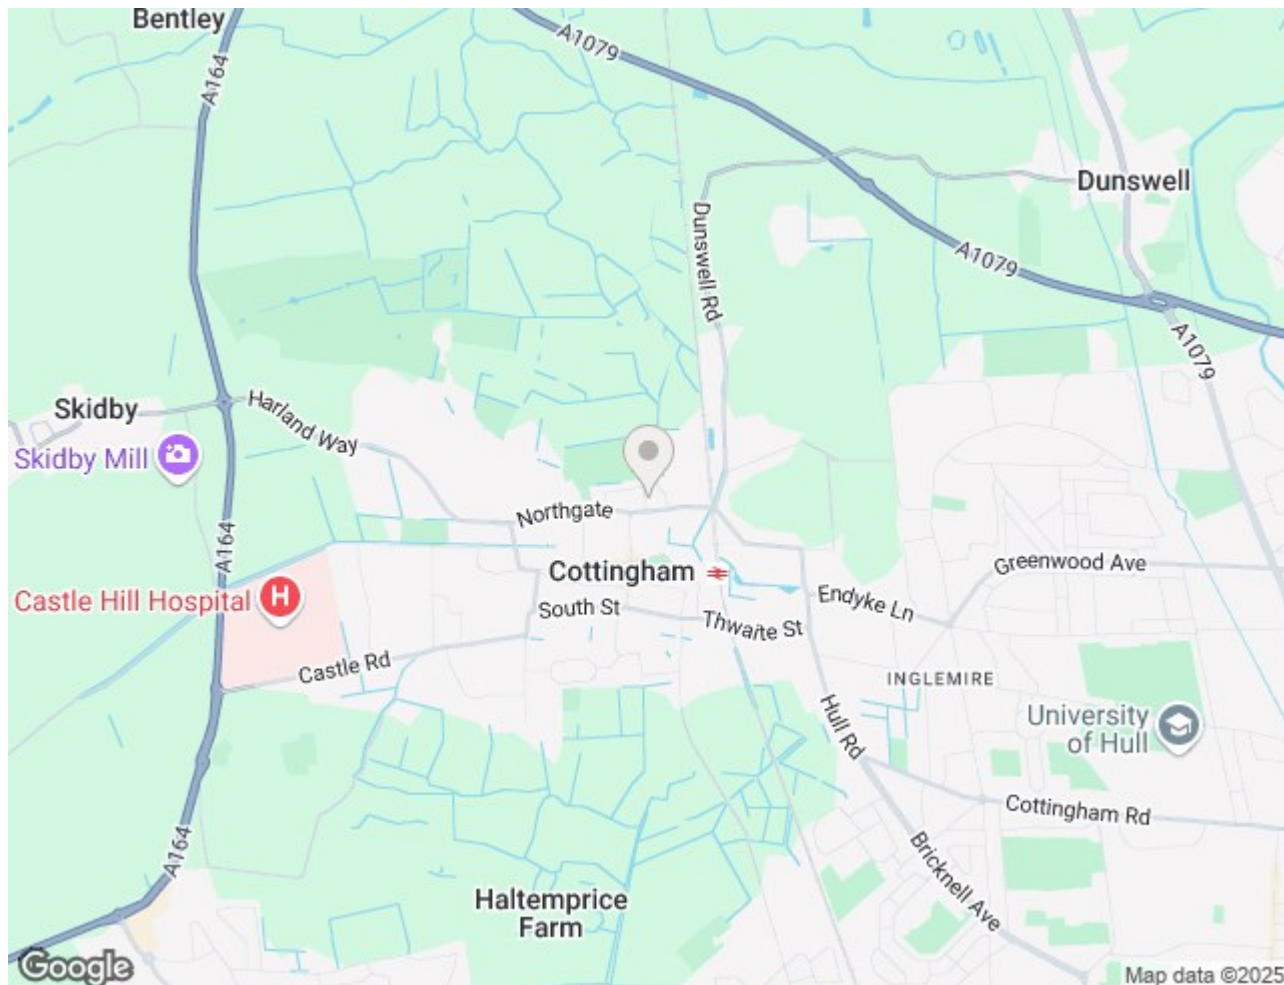 Bentley
A164
A1079
Dunswell
Dunswell Rd
A1079
A1079
Skidby
Harland Way
Skidby Mill
Northgate
A164
Cottingham
Greenwood Ave
Castle Hill Hospital
H
South St
Endyke Ln
Thwaite St
Castle Rd
INGLEMIRE
Hull Rd
University
of Hull
Cottingham Rd
A164
Bricknell Ave
Haltemprice
Farm
Google
Map data ©2025